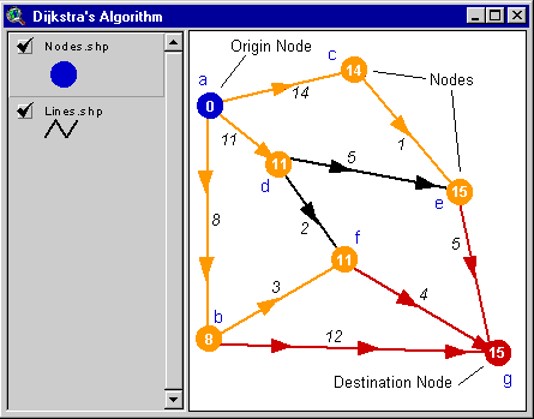 Dijkstra's Algorithm
Nodes.shp
Lines.shp
Origin Node
a
0
c
14
Nodes
14
11
1
d
11
5
e
15
8
2
f
11
5
3
4
b
8
12
15
g
Destination Node